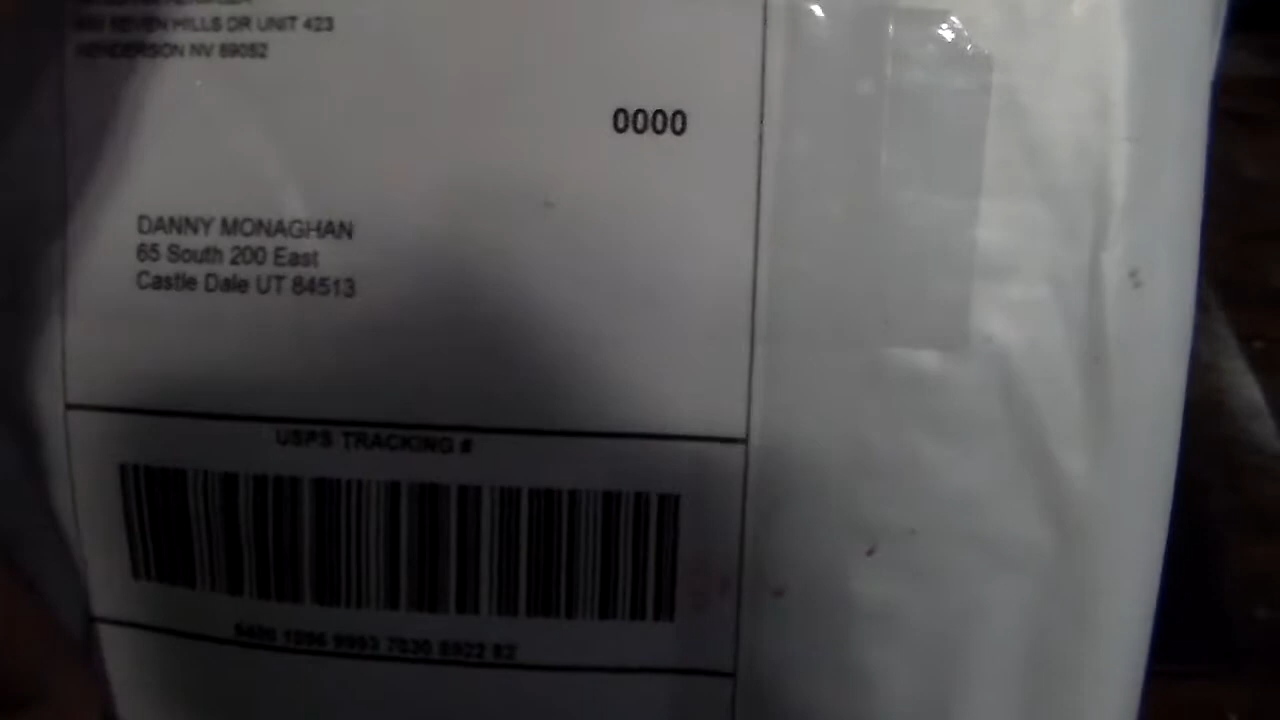 SEVEN HILLS DR UNIT 423
HENDERSON NV 89052
0000
DANNY MONAGHAN
65 South 200 East
Castle Dale UT 84513
USPS TRACKING #